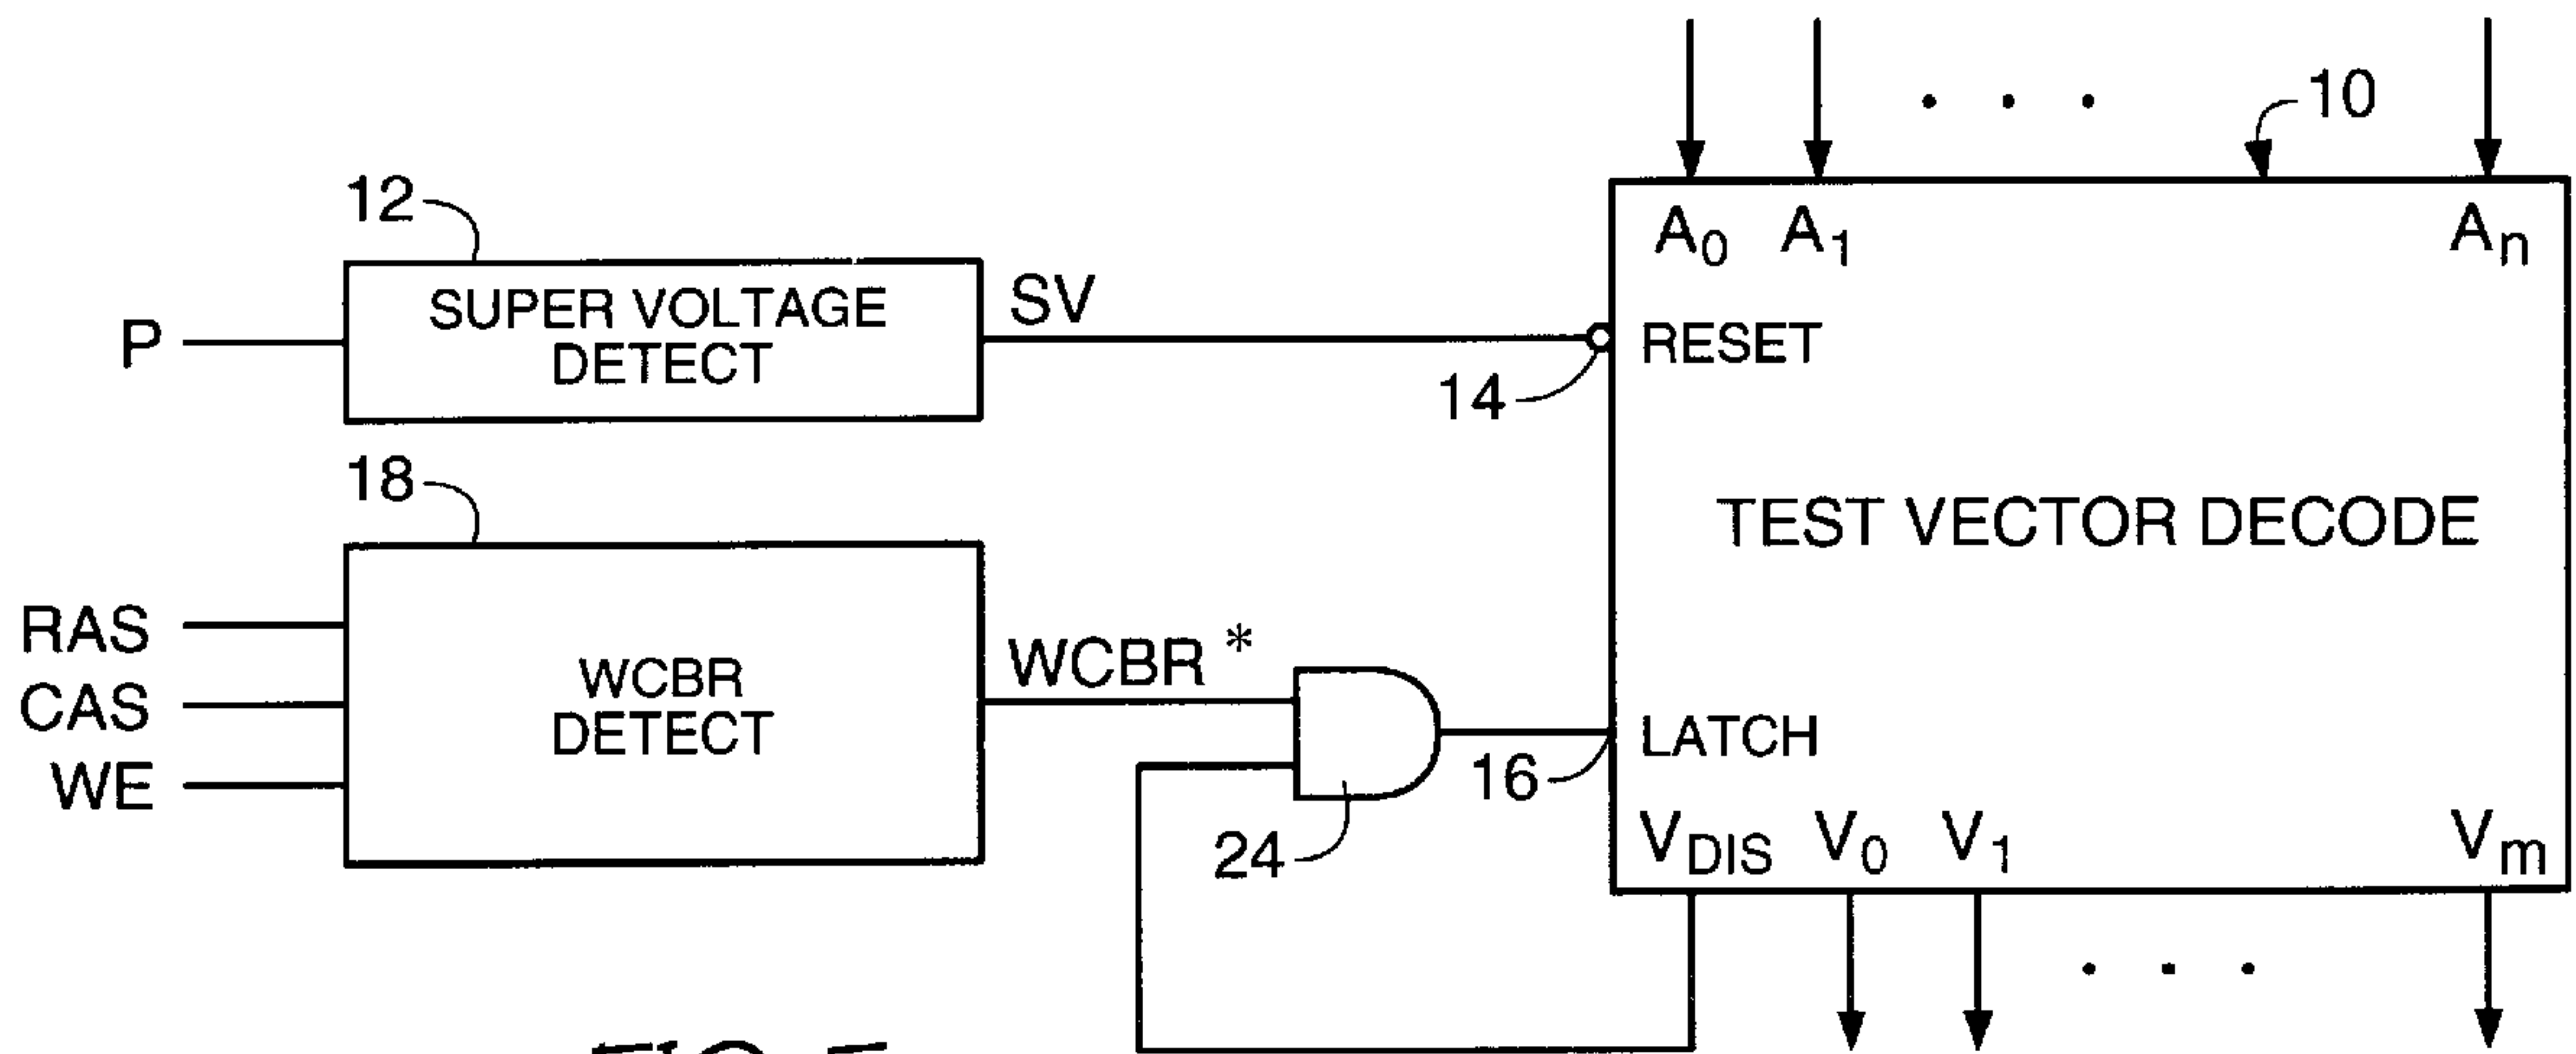 10
A0 A1 An
12
SUPER VOLTAGE
DETECT
SV
P
RESET
14
18
TEST VECTOR DECODE
RAS
CAS
WE
WCBR
DETECT
WCBR *
LATCH
16
24
VDIS V0 V1 Vm